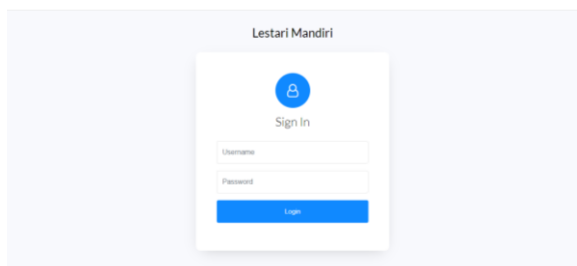 Lestari Mandiri
Sign In
Username
Password
Login